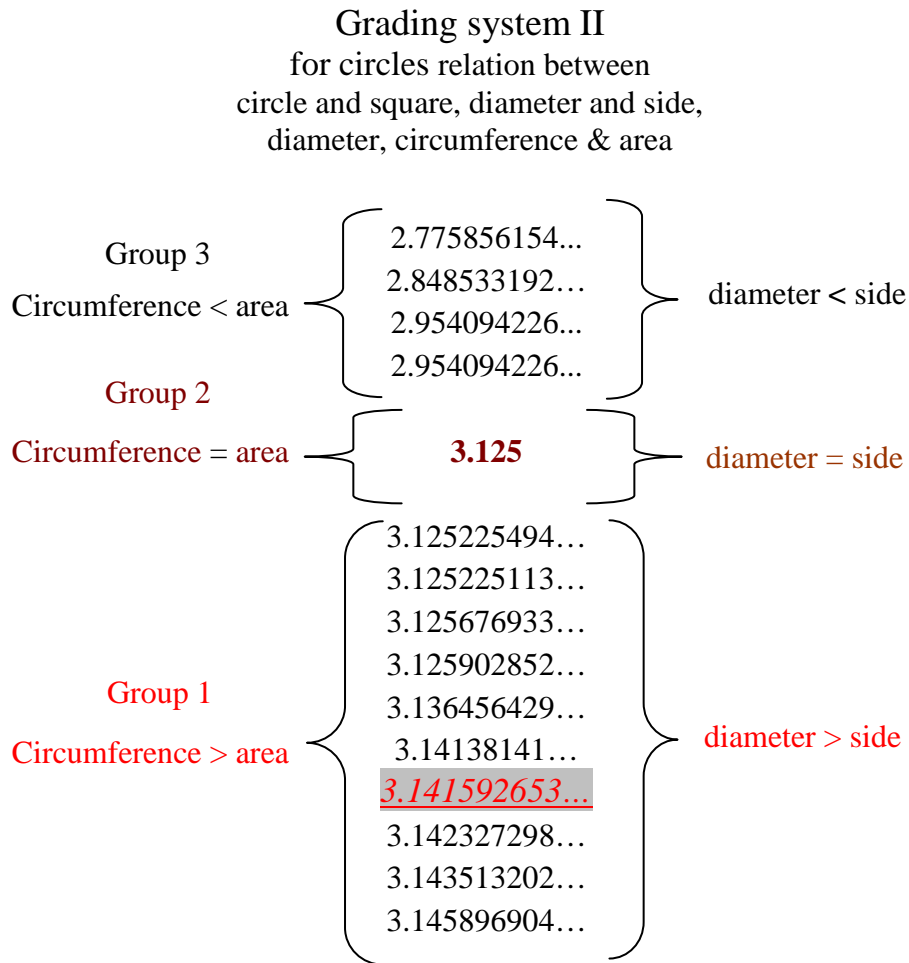 Grading system II
for circles relation between
circle and square, diameter and side,
diameter, circumference & area
Group 3
Circumference < area
2.775856154...
2.848533192…
2.954094226...
2.954094226...
diameter < side
Group 2
Circumference = area
3.125
diameter = side
Group 1
Circumference > area
3.125225494…
3.125225113…
3.125676933…
3.125902852…
3.136456429…
3.14138141…
3.141592653...
3.142327298…
3.143513202…
3.145896904…
diameter > side